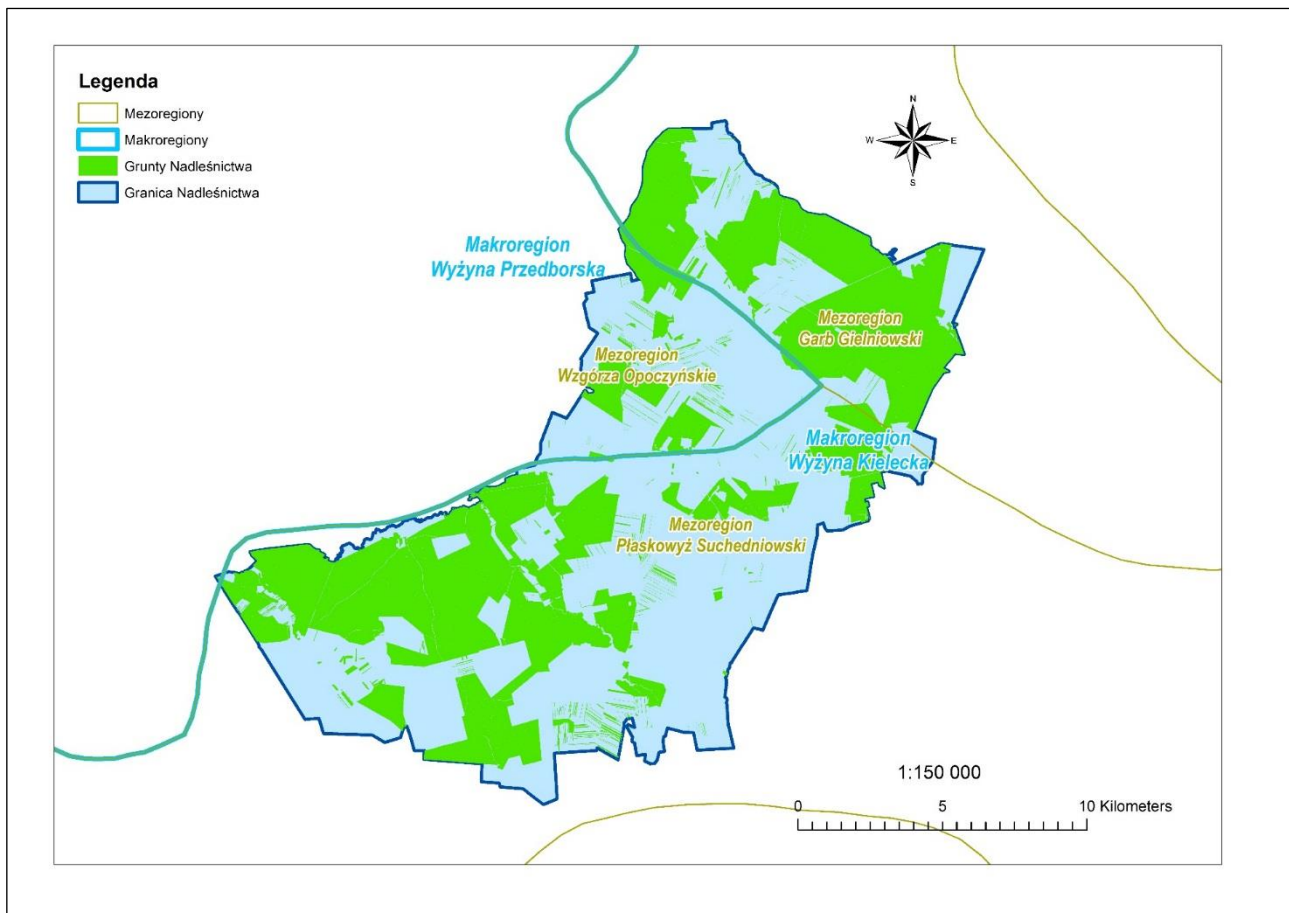 Legenda
Mezoregiony
Makroregiony
Grunty Nadleśnictwa
Granica Nadleśnictwa
N
W
E
S
Makroregion
Wyżyna Przedborska
Mezoregion
Garb Gielniowski
Mezoregion
Wzgórza Opoczyńskie
Makroregion
Wyżyna Kielecka
Mezoregion
Płaskowyż Suchedniowski
1:150 000
0 5 10 Kilometers